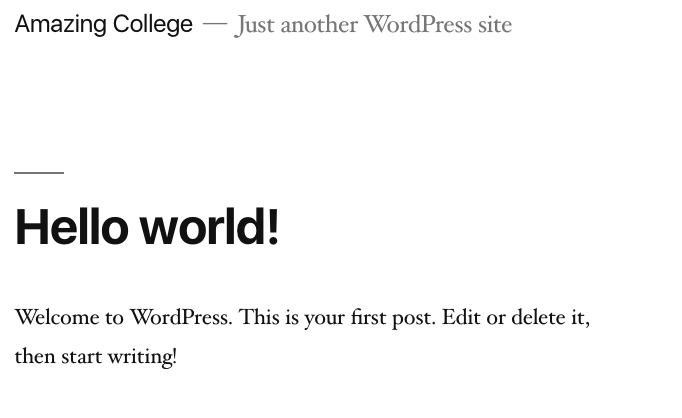 Amazing College — Just another WordPress site
Hello world!
Welcome to WordPress. This is your first post. Edit or delete it,
then start writing!